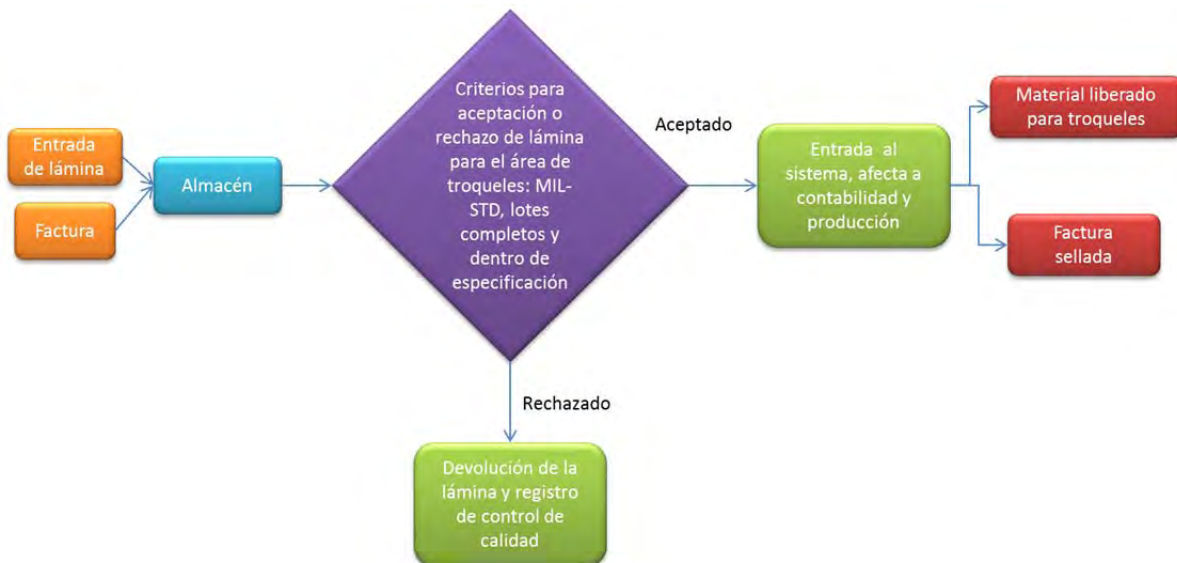 Entrada
de lámina
Factura
Almacén
Criterios para
aceptación o
rechazo de lámina
para el área de
troqueles: MIL-
STD, lotes
completos y
dentro de
especificación
Aceptado
Entrada al
sistema, afecta a
contabilidad y
producción
Material liberado
para troqueles
Factura
sellada
Rechazado
Devolución de la
lámina y registro
de control de
calidad